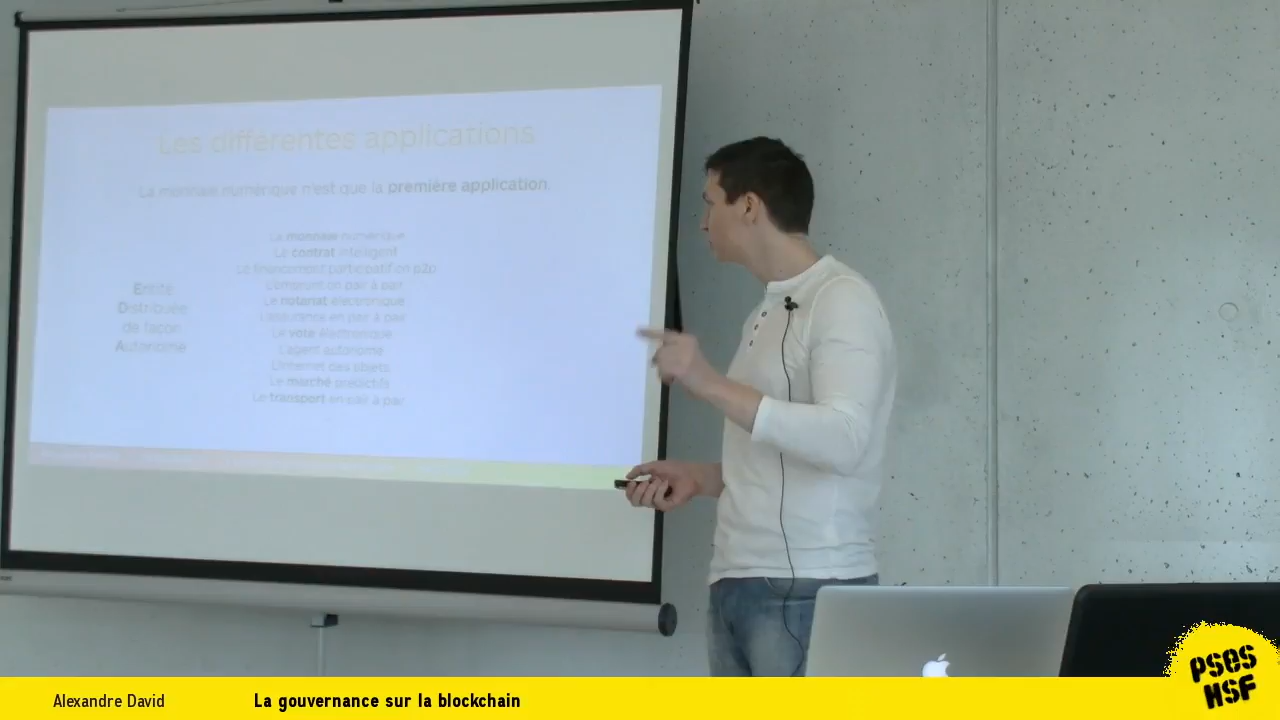 Les différentes applications
La monnaie numérique n'est que la première application.
La monnaie numérique
Le contrat intelligent
Le financement participatif en p2p
L'emprunt en pair à pair
Le notariat électronique
L'assurance en pair à pair
Le vote électronique
L'agent autonome
L'internet des objets
Le marché prédictifs
Le transport en pair à pair
Entité
Distribuée
de façon
Autonome
PSES
HSF
Alexandre David
La gouvernance sur la blockchain